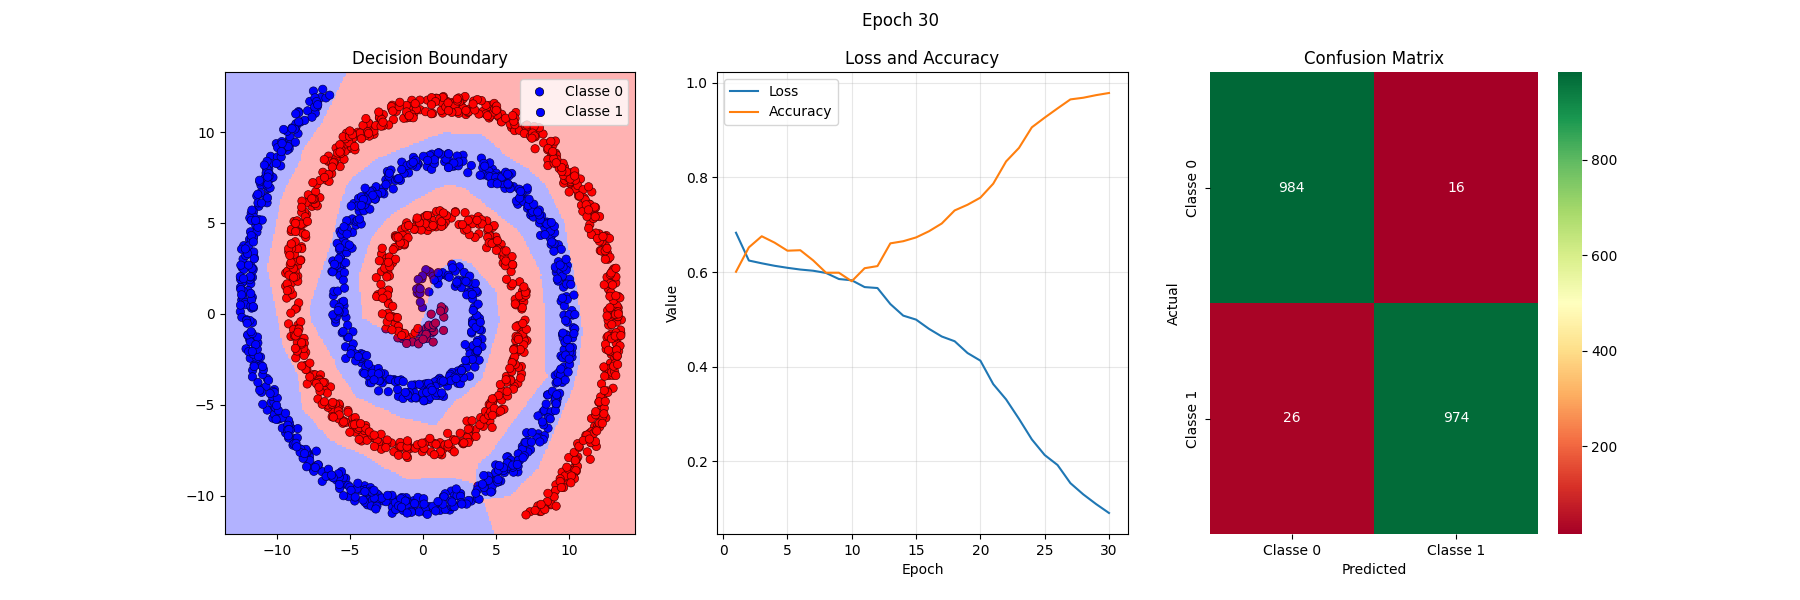 Epoch 30
Decision Boundary
Classe 0
Classe 1
10
5
0
−5
−10
−10
−5
0
5
10
Loss and Accuracy
Loss
Accuracy
Value
1.0
0.8
0.6
0.4
0.2
0
5
10
15
20
25
30
Epoch
Confusion Matrix
Actual
Classe 0
Classe 1
984
16
26
974
Classe 0
Classe 1
Predicted
800
600
400
200